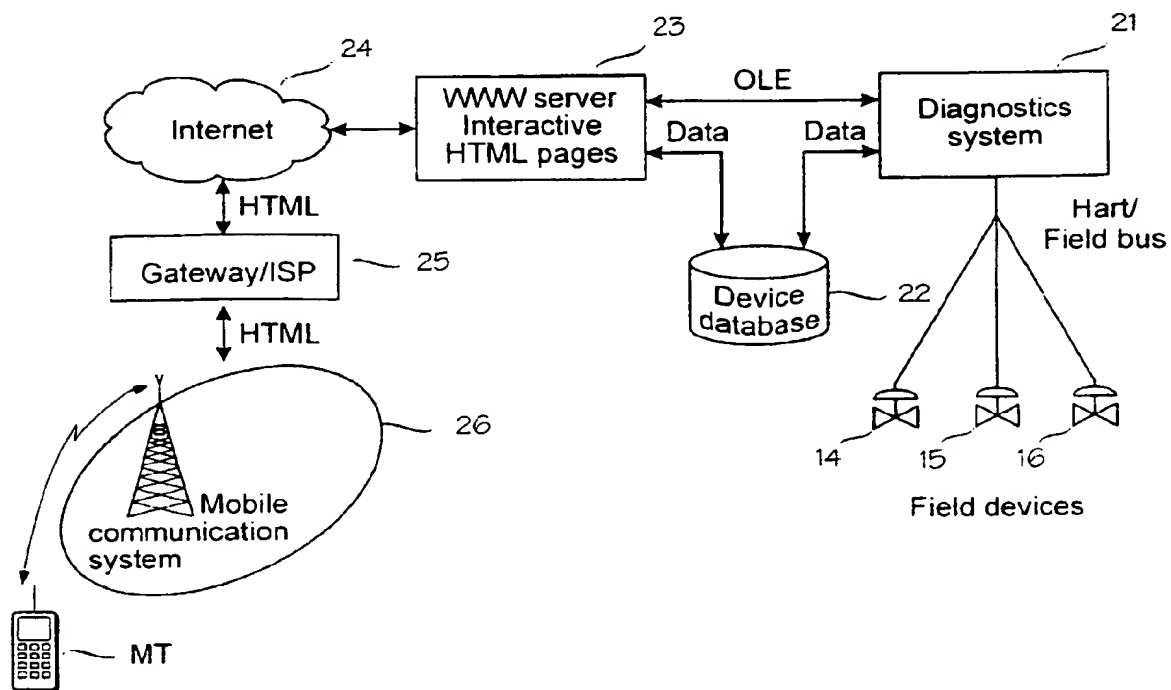 24
23
21
Internet
WWW server
Interactive
HTML pages
OLE
Data
Data
Diagnostics
system
HTML
Hart/
Field bus
Gateway/ISP
25
Device
database
22
HTML
26
14
15
16
Mobile
communication
system
Field devices
MT